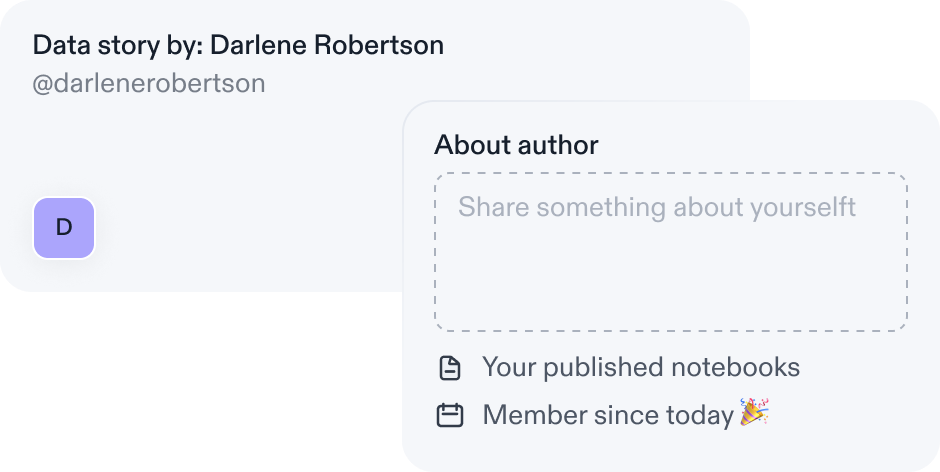 Data story by: Darlene Robertson
@darlenerobertson
D
About author
Share something about yourselft
Your published notebooks
Member since today 🎉